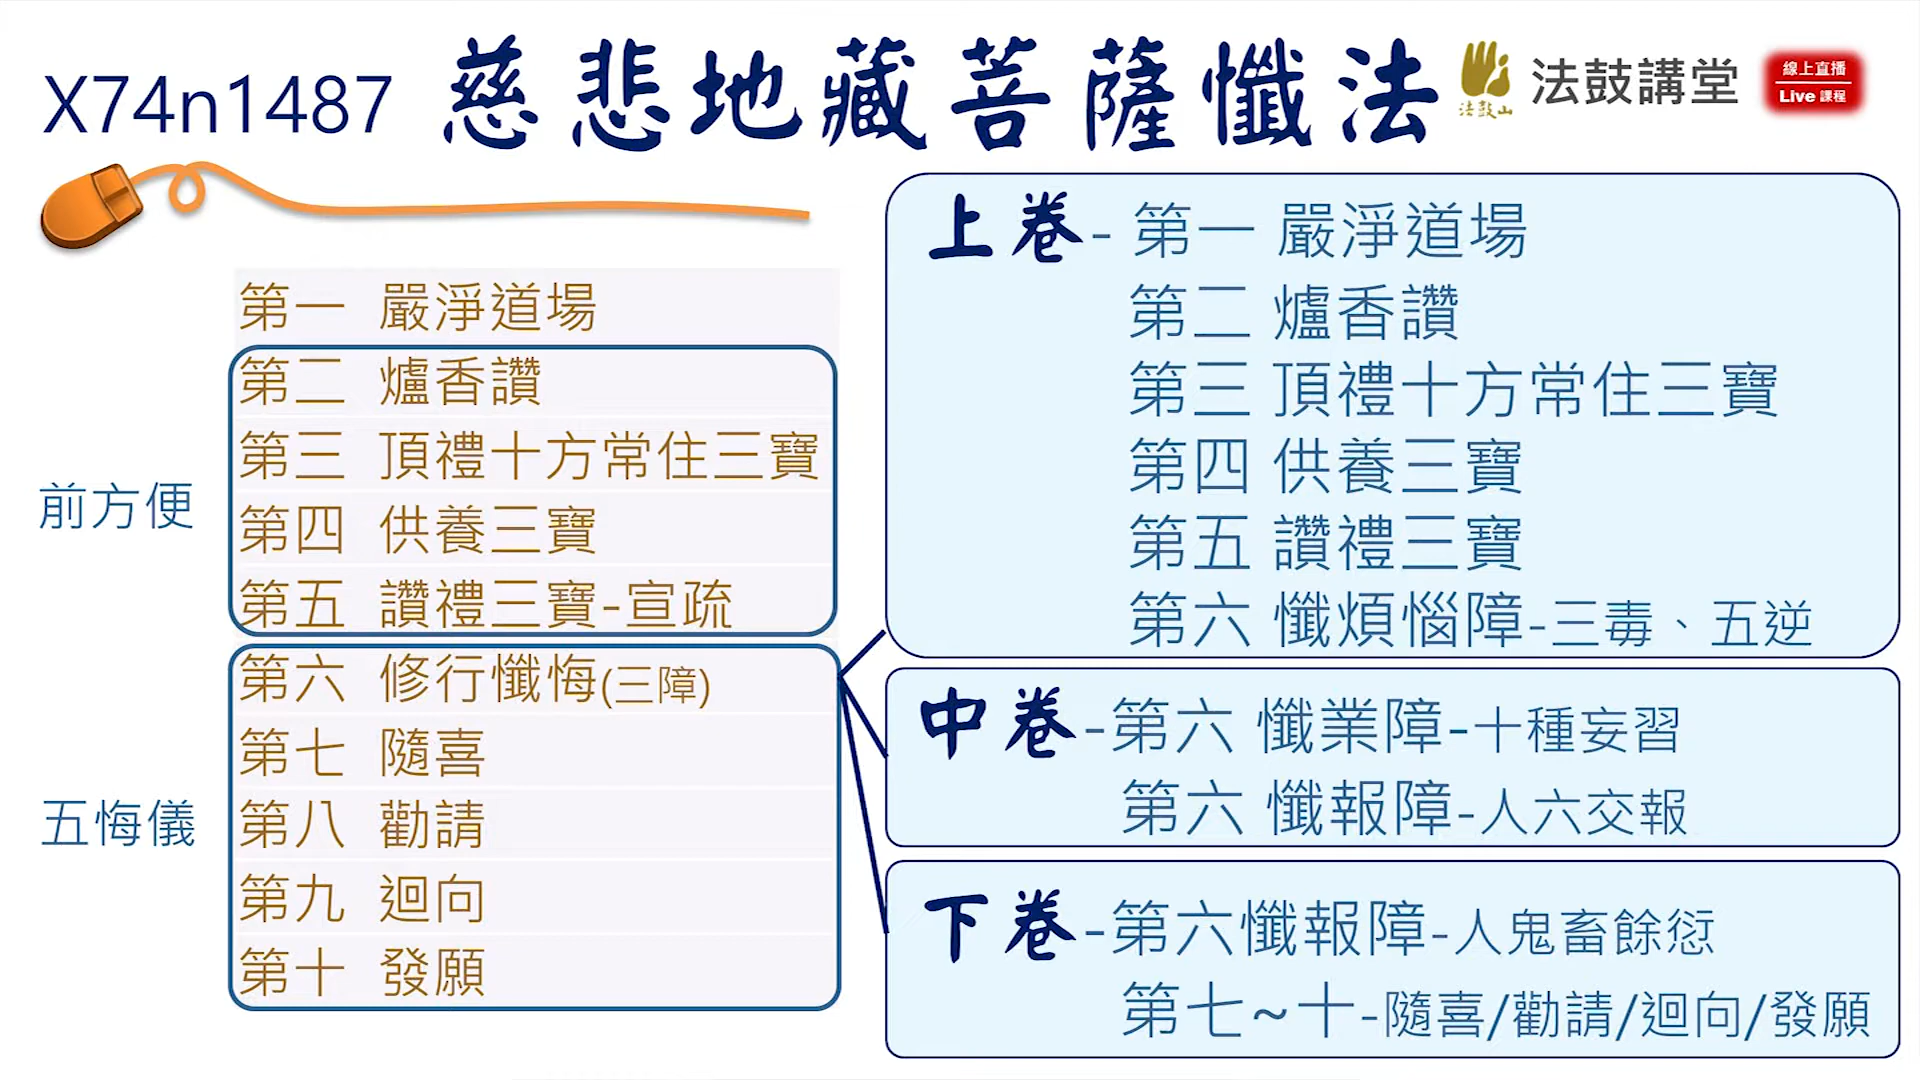 X74n1487 慈悲地藏菩薩懺法
法鼓山
法鼓講堂
線上直播
Live 課程
第一 嚴淨道場
第二 爐香讚
第三 頂禮十方常住三寶
第四 供養三寶
第五 讚禮三寶-宣疏
前方便
第六 修行懺悔(三障)
第七 隨喜
第八 勸請
第九 迴向
第十 發願
五悔儀
上卷- 第一 嚴淨道場
第二 爐香讚
第三 頂禮十方常住三寶
第四 供養三寶
第五 讚禮三寶
第六 懺煩惱障-三毒、五逆
中卷-第六 懺業障-十種妄習
第六 懺報障-人六交報
下卷-第六懺報障-人鬼畜餘愆
第七~十-隨喜/勸請/迴向/發願